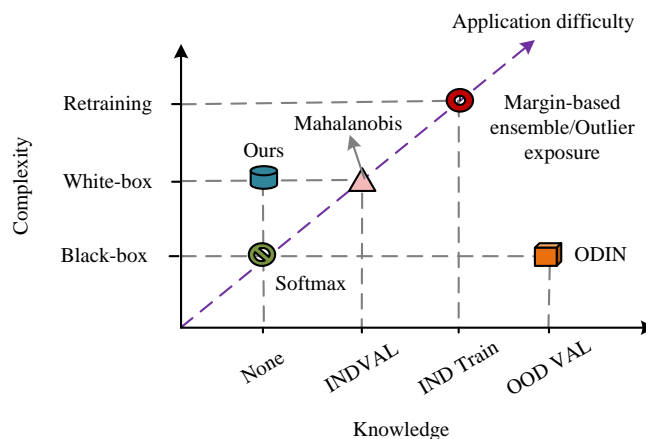 Application difficulty
Retraining
Margin-based
ensemble/Outlier
exposure
Mahalanobis
Ours
Complexity
White-box
Black-box
Softmax
ODIN
None
INDVAL
IND Train
OOD VAL
Knowledge